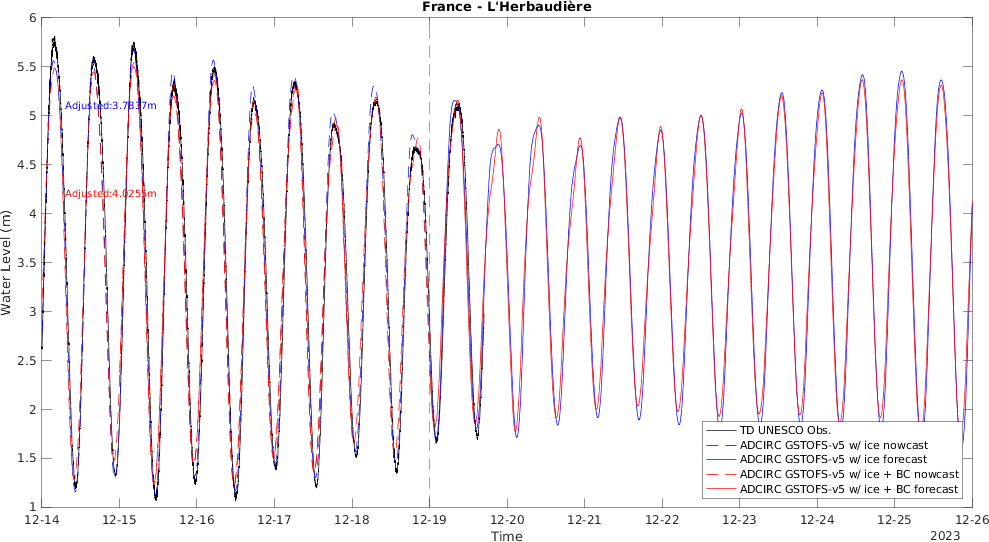 France - L'Herbaudière
6
5.5
5
4.5
4
3.5
3
2.5
2
1.5
1
Water Level (m)
Adjusted:3.7837m
Adjusted:4.0255m
TD UNESCO Obs.
ADCIRC GSTOFS-v5 w/ ice nowcast
ADCIRC GSTOFS-v5 w/ ice forecast
ADCIRC GSTOFS-v5 w/ ice + BC nowcast
ADCIRC GSTOFS-v5 w/ ice + BC forecast
12-14 12-15 12-16 12-17 12-18 12-19 12-20 12-21 12-22 12-23 12-24 12-25 12-26
Time
2023